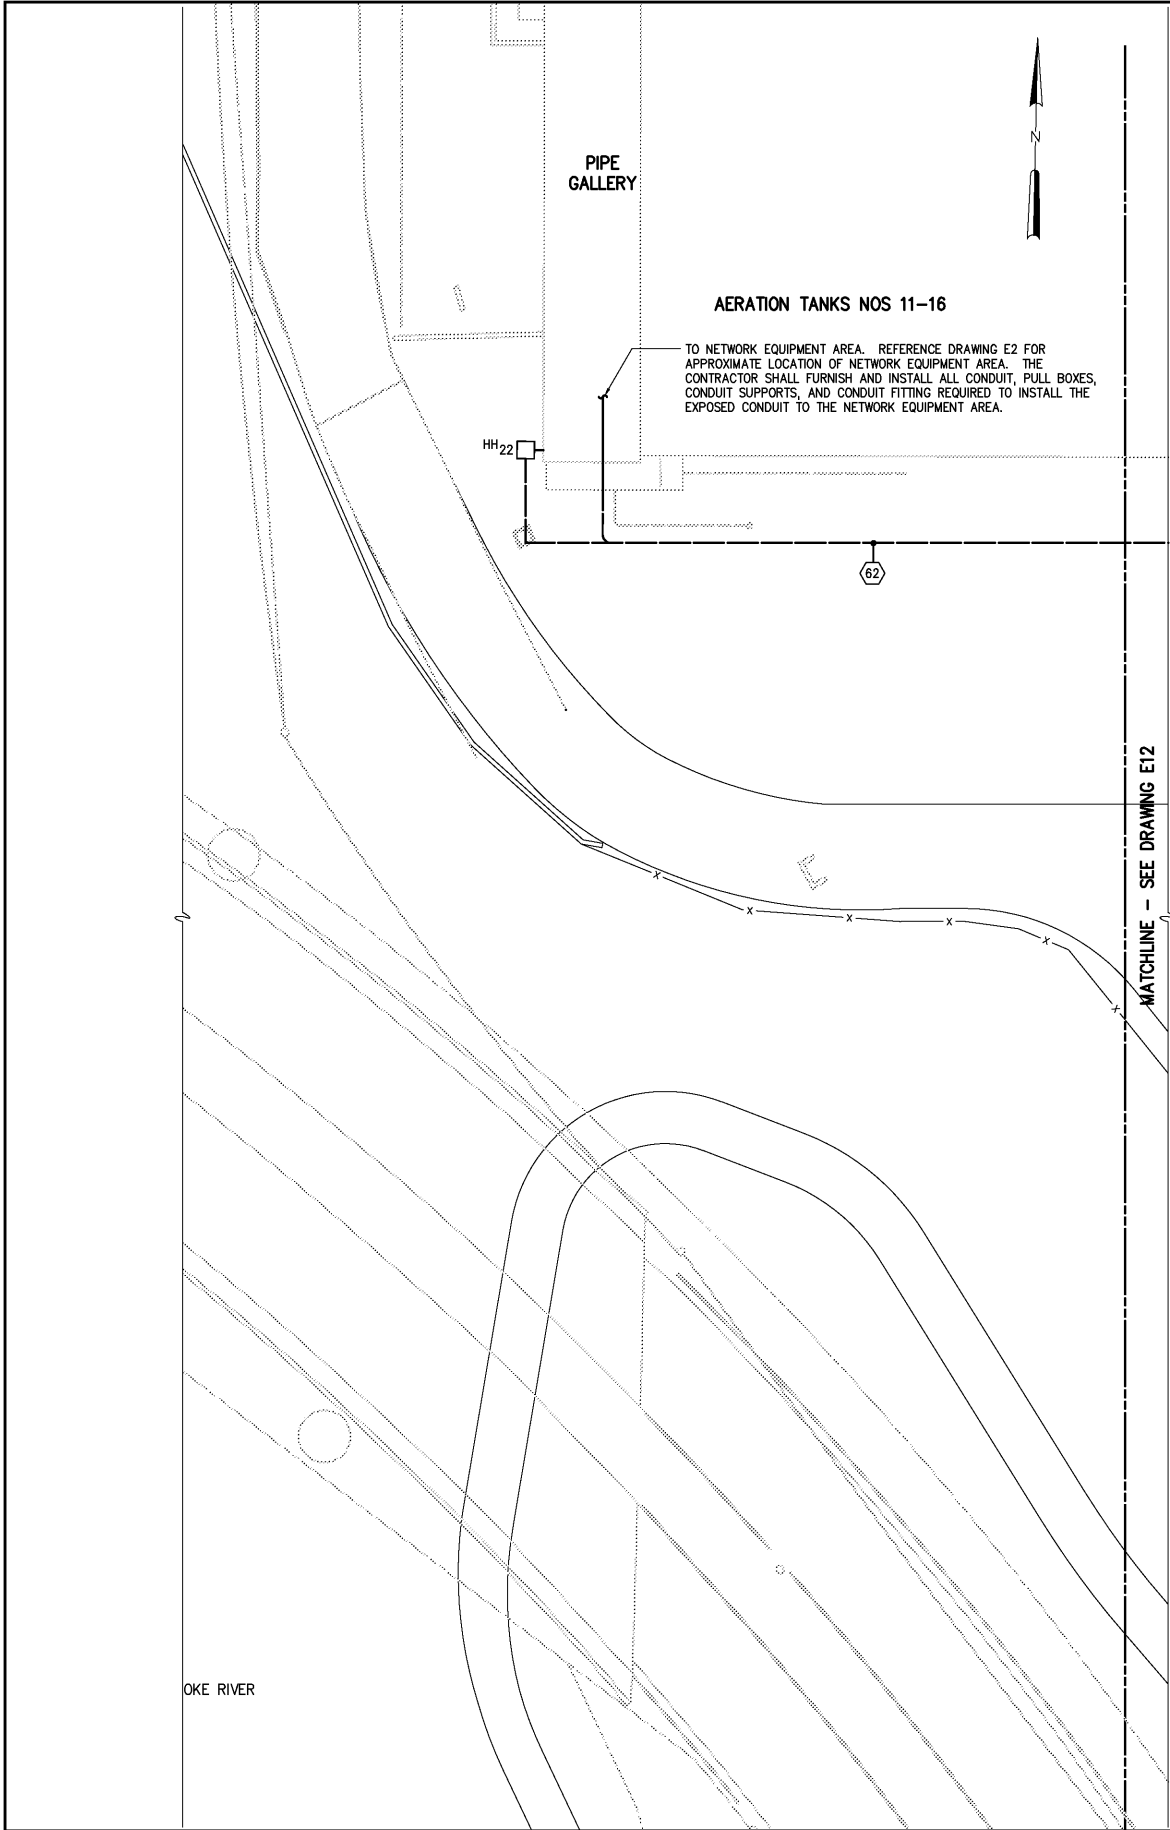 PIPE
GALLERY
N
AERATION TANKS NOS 11-16
TO NETWORK EQUIPMENT AREA. REFERENCE DRAWING E2 FOR
APPROXIMATE LOCATION OF NETWORK EQUIPMENT AREA. THE
CONTRACTOR SHALL FURNISH AND INSTALL ALL CONDUIT, PULL BOXES,
CONDUIT SUPPORTS, AND CONDUIT FITTING REQUIRED TO INSTALL THE
EXPOSED CONDUIT TO THE NETWORK EQUIPMENT AREA.
HH22
62
MATCHLINE - SEE DRAWING E12
E
X
X
X
X
X
X
OKE RIVER